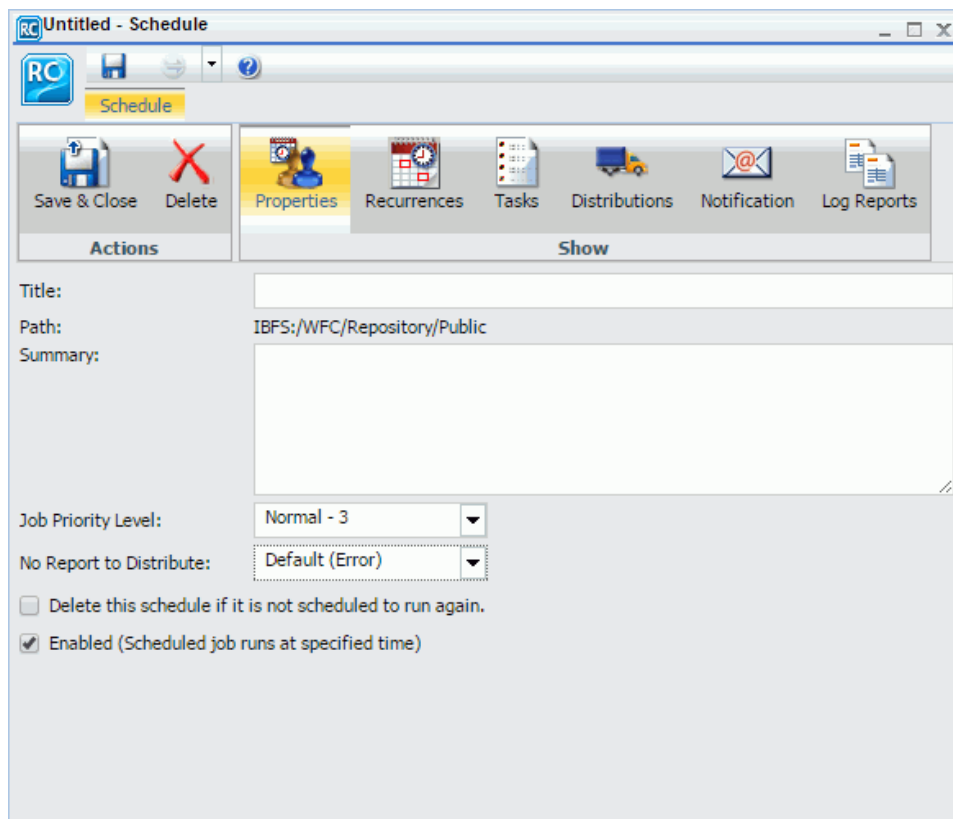 RC Untitled - Schedule
RC
Schedule
Save & Close Delete Properties Recurrences Tasks Distributions Notification Log Reports
Actions Show
Title:
Path: IBFS:/WFC/Repository/Public
Summary:
Job Priority Level: Normal - 3
No Report to Distribute: Default (Error)
Delete this schedule if it is not scheduled to run again.
Enabled (Scheduled job runs at specified time)